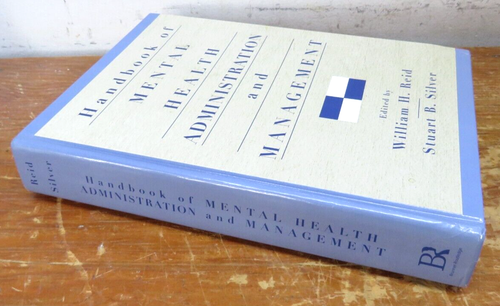 Handbook of
MENTAL
HEALTH
ADMINISTRATION
and
MANAGEMENT
Edited by
William H. Reid
Stuart B. Silver
Reid
Silver
Handbook of MENTAL HEALTH
ADMINISTRATION and MANAGEMENT
BR